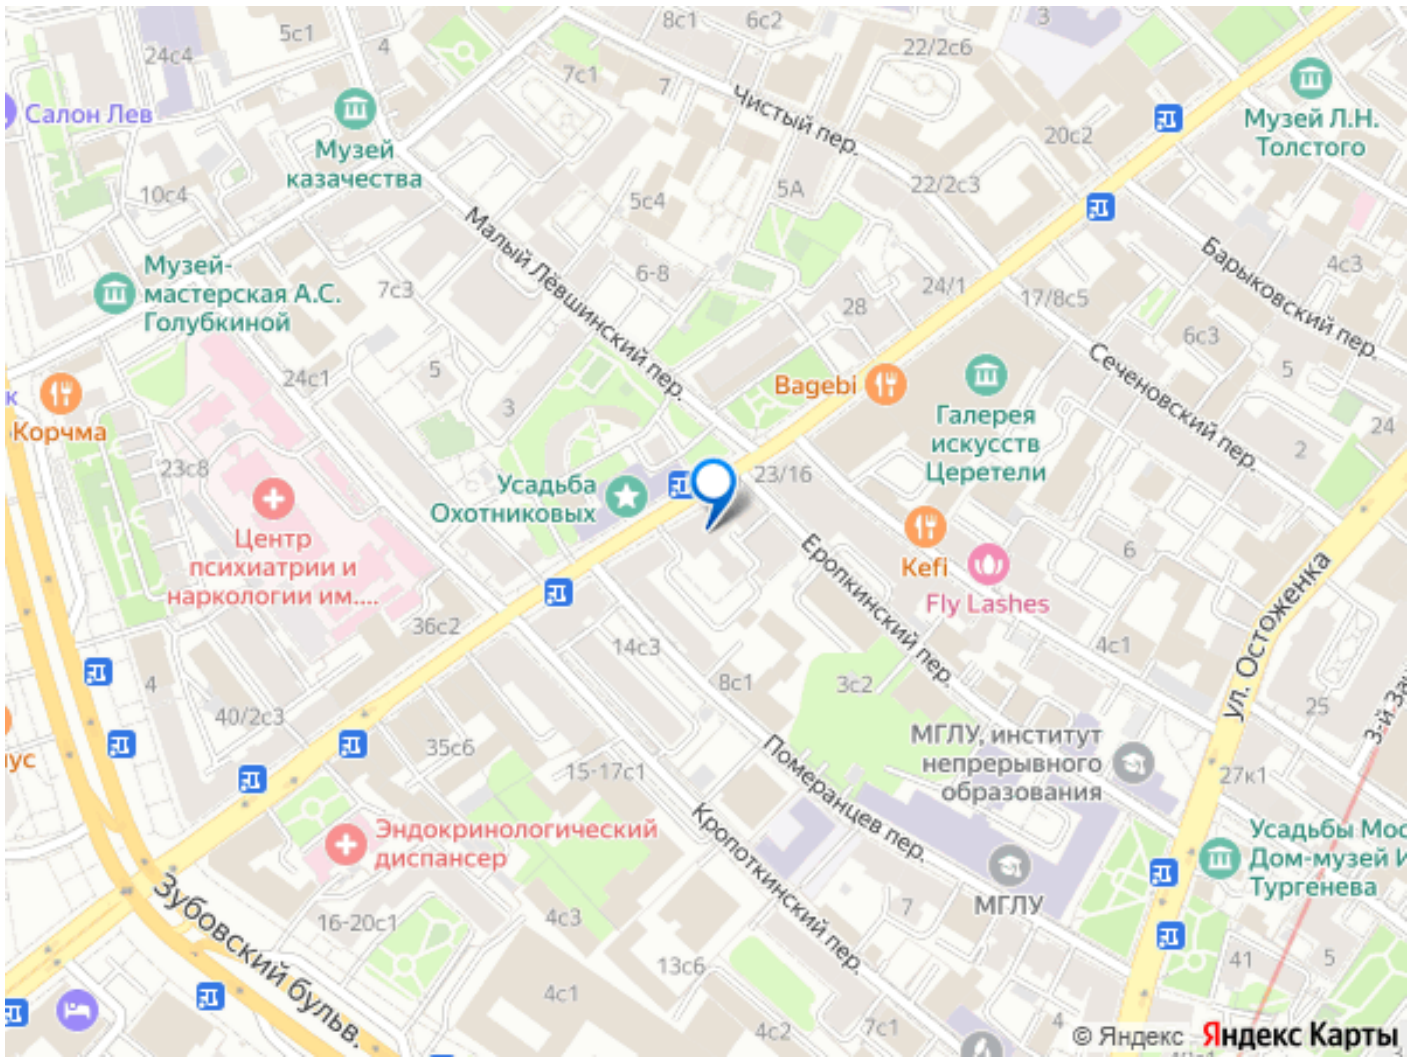 5с1
8с1
6с2
3
24с4
4
22/2с6
7с1
7
Чистый пер.
Музей Л.Н.
Толстого
Салон Лев
Музей
казачества
20с2
10с4
5с4
5А
22/2с3
Малый Лёвшинский пер.
Барыковский пер.
4с3
Музей-
мастерская А.С.
Голубкиной
7с3
6-8
28
24/1
17/8с5
6с3
5
Сеченовский пер.
24с1
5
3
Bagebi
Галерея
искусств
Церетели
24
2
к
Корчма
23с8
Усадьба
Охотниковых
23/16
Центр
психиатрии и
наркологии им....
Еропкинский пер.
Kefi
Fly Lashes
6
ул. Остоженка
36с2
14с3
4с1
4
8с1
3с2
40/2с3
35с6
25
3-й Зач
ус
15-17с1
Померанцев пер.
МГЛУ, институт
непрерывного
образования
27к1
Эндокринологический
диспансер
Кропоткинский пер.
Усадьбы Мос
Дом-музей И
Тургенева
МГЛУ
7
Зубовский бульв.
16-20с1
4с3
13с6
41
5
4с1
4с2
7с1
4
© Яндекс Яндекс Карты